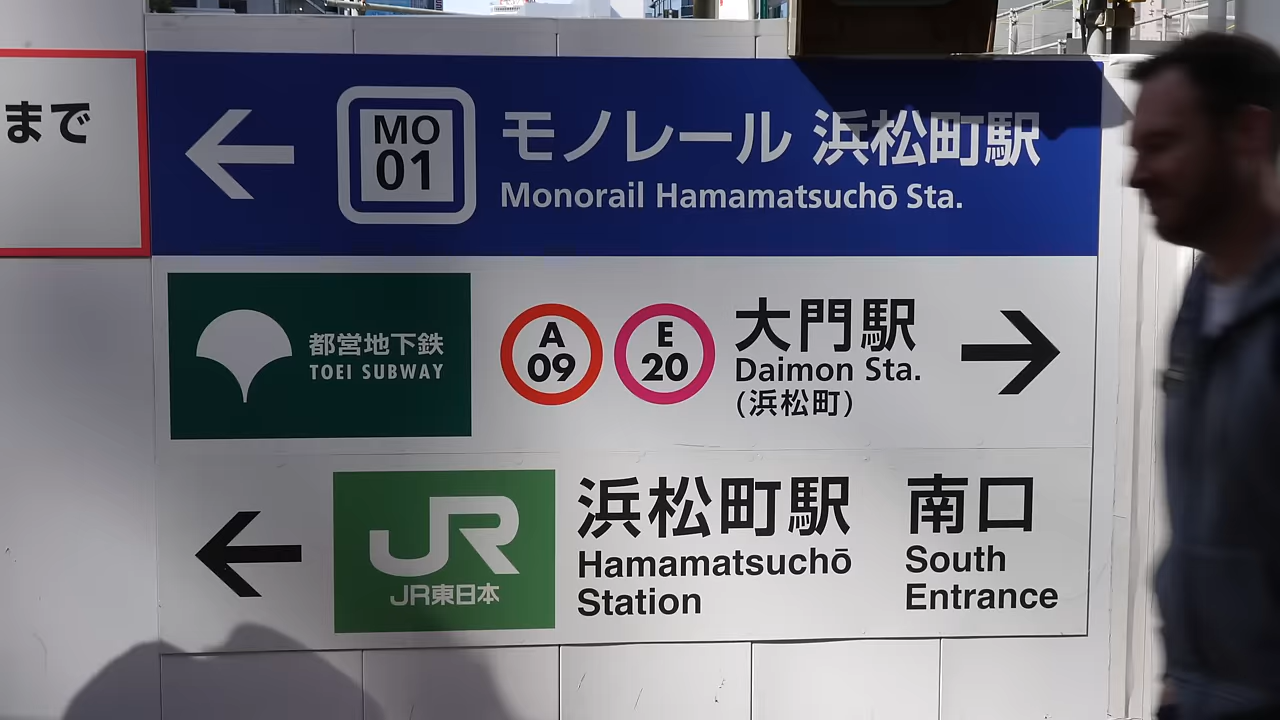 まで
MO
01
モノレール 浜松町駅
Monorail Hamamatsuchō Sta.
都営地下鉄
TOEI SUBWAY
A
09
E
20
大門駅
Daimon Sta.
(浜松町)
JR
JR東日本
浜松町駅
Hamamatsuchō
Station
南口
South
Entrance